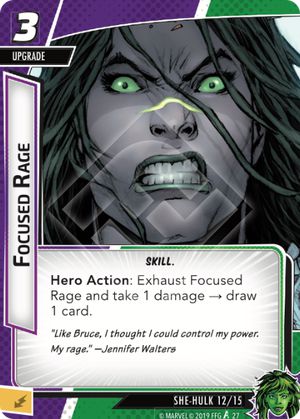 3
UPGRADE
FOCUSED RAGE
SKILL.
Hero Action: Exhaust Focused
Rage and take 1 damage → draw
1 card.
"Like Bruce, I thought I could control my power.
My rage." —Jennifer Walters
SHE-HULK 12/15
© MARVEL © 2019 FFG A 27